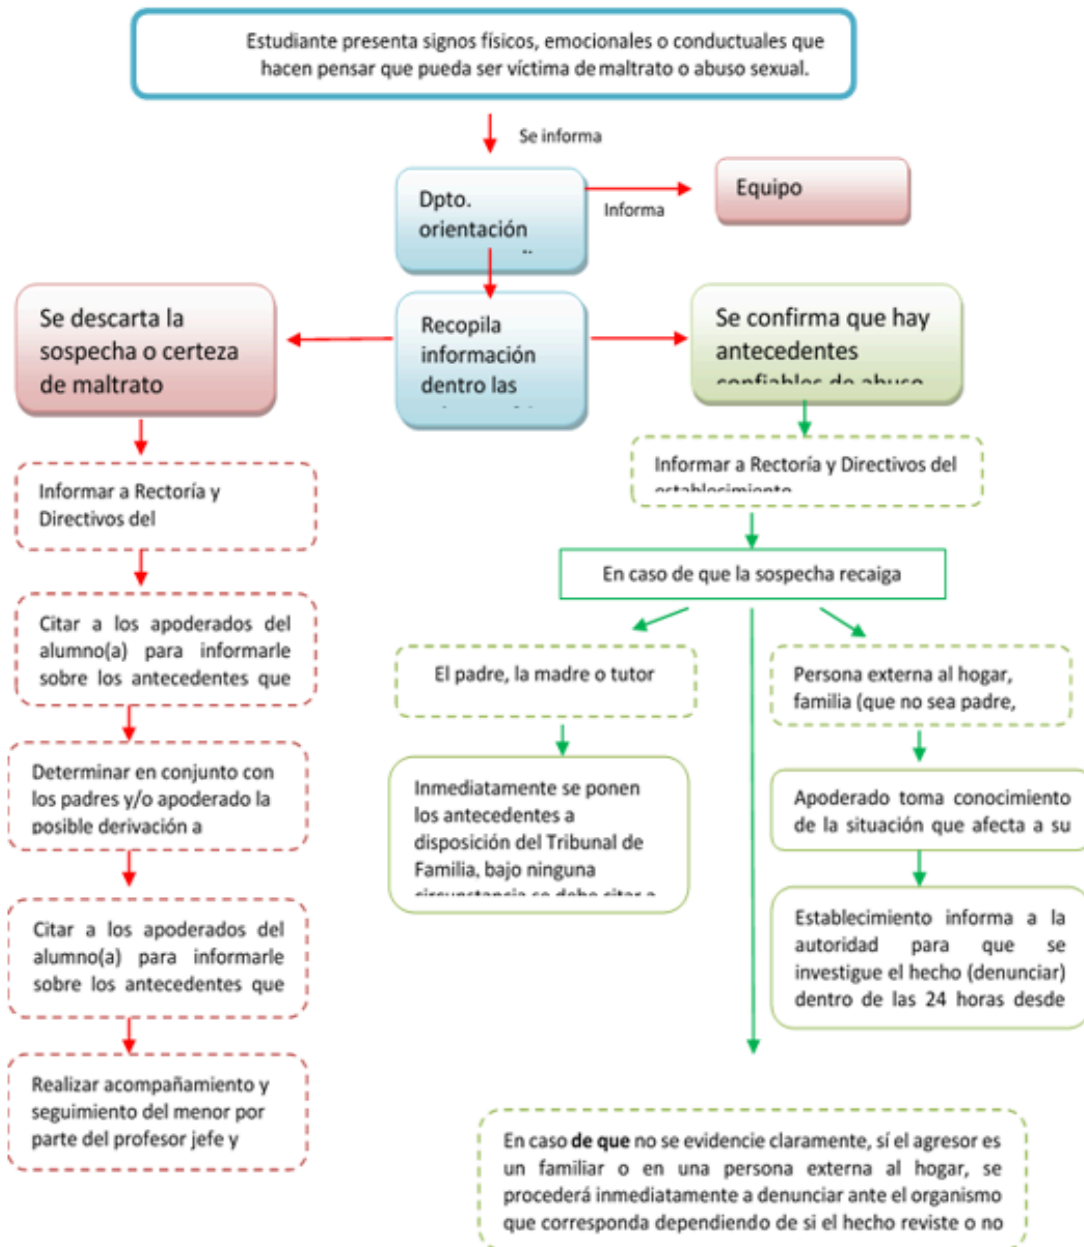 Estudiante presenta signos físicos, emocionales o conductuales que
hacen pensar que pueda ser víctima de maltrato o abuso sexual.
Se informa
Dpto.
orientación
Informa
Equipo
Se descarta la
sospecha o certeza
de maltrato
Recopila
información
dentro las
Se confirma que hay
antecedentes
confiables de abuso
Informar a Rectoría y
Directivos del
Citar a los apoderados del
alumno(a) para informarle
sobre los antecedentes que
Determinar en conjunto con
los padres y/o apoderado la
posible derivación a
Citar a los apoderados del
alumno(a) para informarle
sobre los antecedentes que
Realizar acompañamiento y
seguimiento del menor por
parte del profesor jefe y
Informar a Rectoría y Directivos del
establecimiento
En caso de que la sospecha recaiga
El padre, la madre o tutor
Inmediatamente se ponen
los antecedentes a
disposición del Tribunal de
Familia, bajo ninguna
circunstancia se debe citar a
Persona externa al hogar,
familia (que no sea padre,
Apoderado toma conocimiento
de la situación que afecta a su
Establecimiento informa a la
autoridad para que se
investigue el hecho (denunciar)
dentro de las 24 horas desde
En caso de que no se evidencie claramente, sí el agresor es
un familiar o en una persona externa al hogar, se
procederá inmediatamente a denunciar ante el organismo
que corresponda dependiendo de si el hecho reviste o no